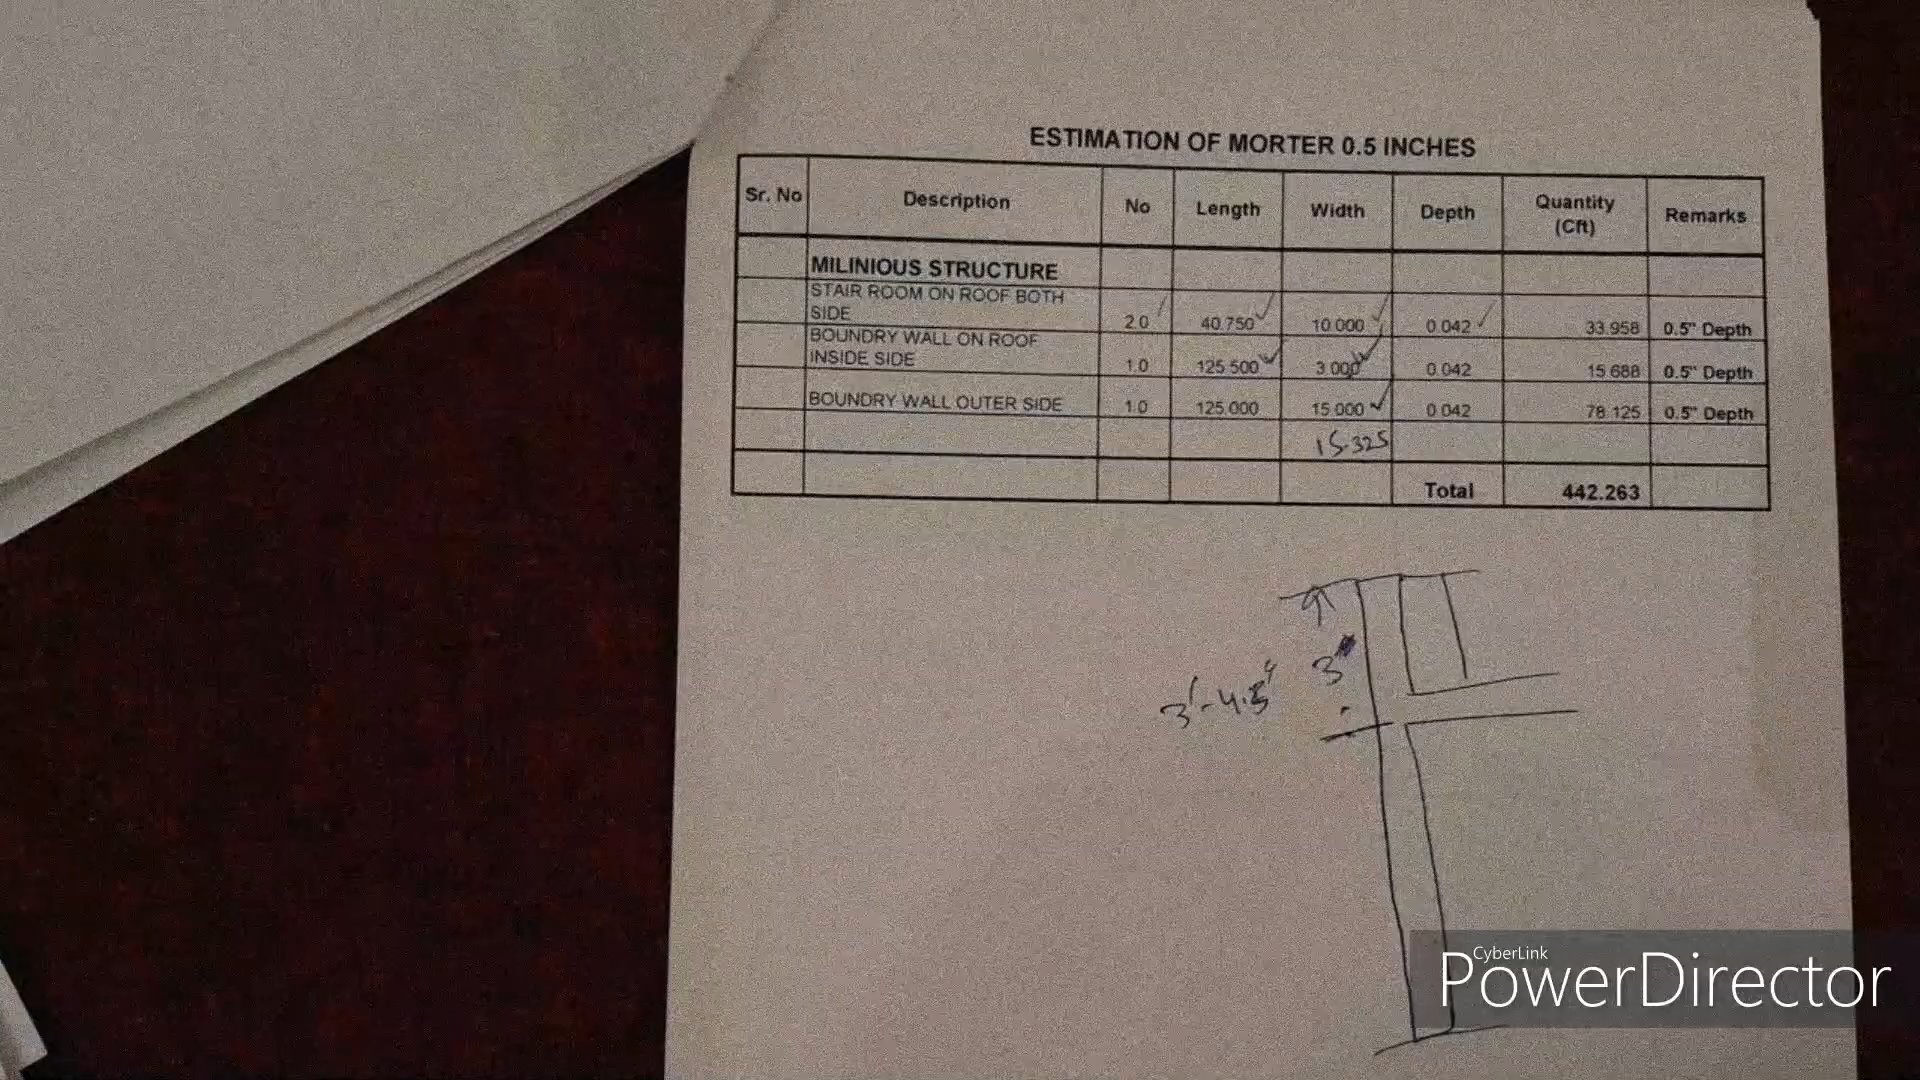 ESTIMATION OF MORTER 0.5 INCHES
Sr. No Description No Length Width Depth Quantity (Cft) Remarks
MILINIOUS STRUCTURE
STAIR ROOM ON ROOF BOTH
SIDE 2.0 40.750 10.000 0.042 33.958 0.5" Depth
BOUNDRY WALL ON ROOF
INSIDE SIDE 1.0 125.500 3.000 0.042 15.688 0.5" Depth
BOUNDRY WALL OUTER SIDE 1.0 125.000 15.000 0.042 78.125 0.5" Depth
15.325
Total 442.263
3
3'-4.5"
CyberLink
PowerDirector